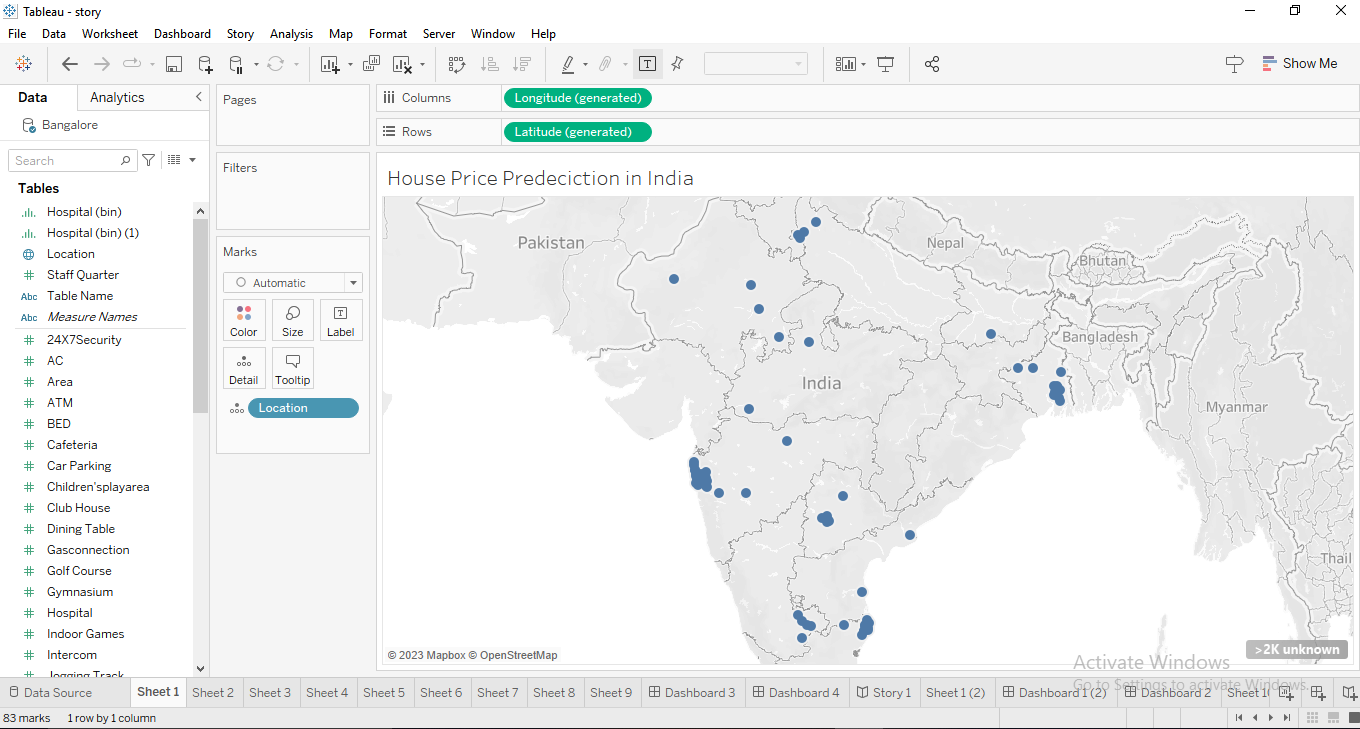 Tableau - story
File Data Worksheet Dashboard Story Analysis Map Format Server Window Help
Show Me
Data Analytics
Bangalore
Search
Tables
Hospital (bin)
Hospital (bin) (1)
Location
Staff Quarter
Abc Table Name
Abc Measure Names
24X7Security
AC
Area
ATM
BED
Cafeteria
Car Parking
Children'splayarea
Club House
Dining Table
Gasconnection
Golf Course
Gymnasium
Hospital
Indoor Games
Intercom
Jogging Track
Pages
Filters
Marks
Automatic
Color Size Label
Detail Tooltip
Location
Columns Longitude (generated)
Rows Latitude (generated)
House Price Predeciction in India
Pakistan
Nepal
Bhutan
Bangladesh
India
Myanmar
Thail
© 2023 Mapbox © OpenStreetMap
>2K unknown
Activate Windows
Go to Settings to activate Windows.
Data Source Sheet 1 Sheet 2 Sheet 3 Sheet 4 Sheet 5 Sheet 6 Sheet 7 Sheet 8 Sheet 9 Dashboard 3 Dashboard 4 Story 1 Sheet 1 (2) Dashboard 1 (2) Dashboard 2 Sheet 1
83 marks 1 row by 1 column